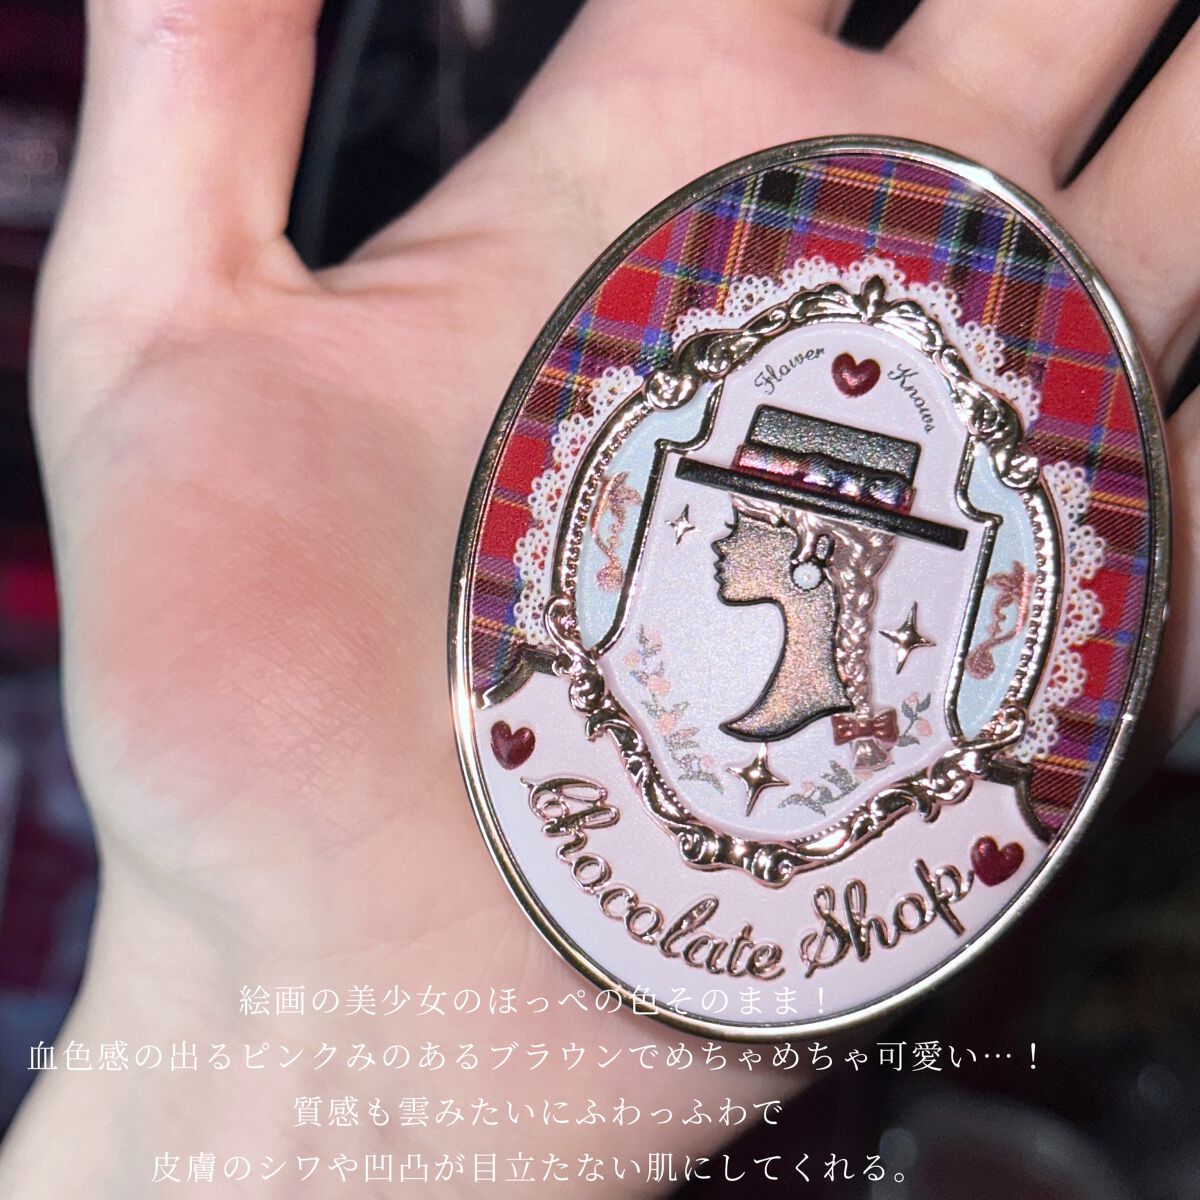 Flower Knows
Chocolate Shop
絵画の美少女のほっぺの色そのまま！
血色感の出るピンクみのあるブラウンでめちゃめちゃ可愛い…！
質感も雲みたいにふわっふわで
皮膚のシワや凹凸が目立たない肌にしてくれる。